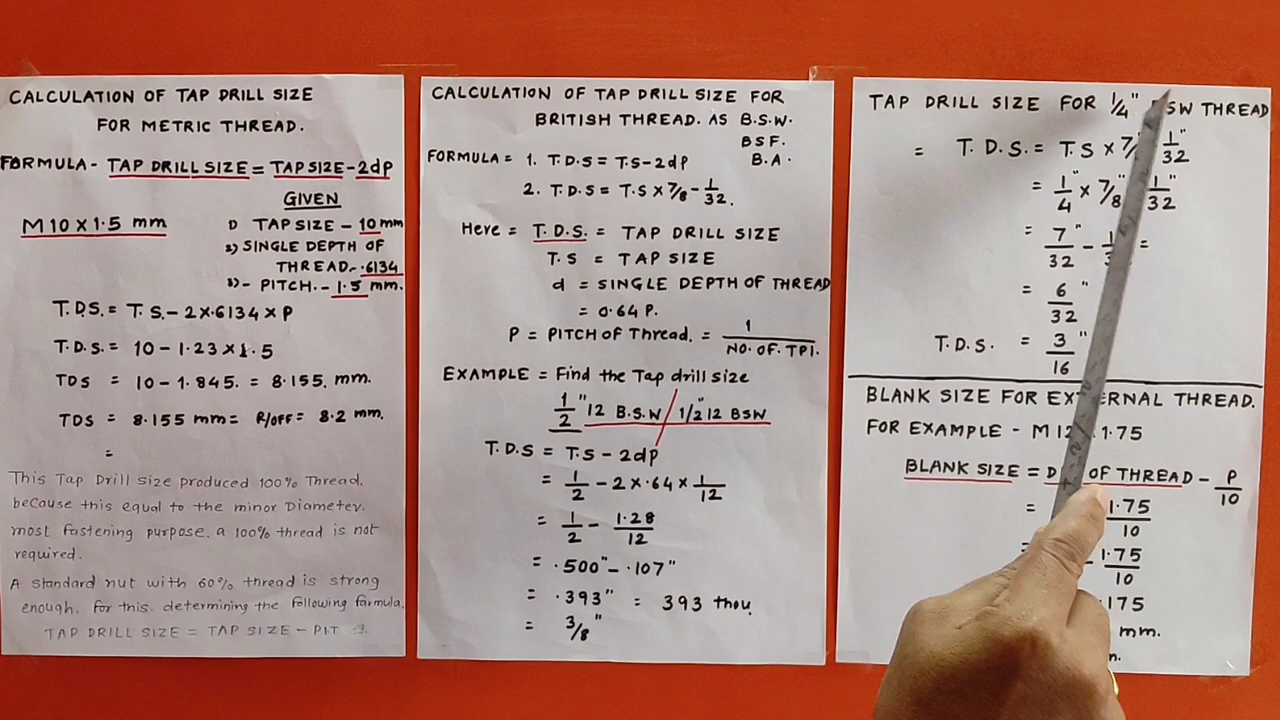 CALCULATION OF TAP DRILL SIZE
FOR METRIC THREAD.
FORMULA - TAP DRILL SIZE = TAP SIZE - 2dp
GIVEN
M10 X 1.5 mm
1) TAP SIZE - 10 mm
2) SINGLE DEPTH OF
THREAD - .6134
3) - PITCH. - 1.5 mm.
T.DS. = T.S - 2 X .6134 X P
T.D.S. = 10 - 1.23 X 1.5
TDS = 10 - 1.845. = 8.155. mm.
TDS = 8.155 mm = R/OFF = 8.2 mm.
=
This Tap Drill size produced 100% Thread.
because this equal to the minor Diameter.
most fastening purpose. a 100% thread is not
required.
A standard nut with 60% thread is strong
enough. for this. determining the following formula.
TAP DRILL SIZE = TAP SIZE -
CALCULATION OF TAP DRILL SIZE FOR
BRITISH THREAD. AS B.S.W.
BSF.
B.A.
FORMULA = 1. T.D.S = T.S - 2dp
2. T.D.S = T.S X 7/8 - 1/32.
Here = T.D.S. = TAP DRILL SIZE
T.S = TAP SIZE
d = SINGLE DEPTH OF THREAD
= 0.64 P.
P = PITCH OF Thread. = 1/NO. OF. TPI.
EXAMPLE = Find the Tap drill size
1/2" 12 B.S.W / 1/2" 12 BSW
T.D.S = T.S - 2dp
= 1/2 - 2 X .64 X 1/12
= 1/2 - 1.28/12
= .500" - .107"
= .393" = 393 thou.
= 3/8"
TAP DRILL SIZE FOR 1/4" BSW THREAD
= T.D.S. = T.S X 7/ 1/32"
= 1/4" X 7/8" 1/32"
= 7/32" - =
= 6/32"
T.D.S. = 3/16"
BLANK SIZE FOR EXTERNAL THREAD.
FOR EXAMPLE - M 12 1.75
BLANK SIZE = OF THREAD - P/10
= 1.75/10
= - 1.75/10
.175
mm.